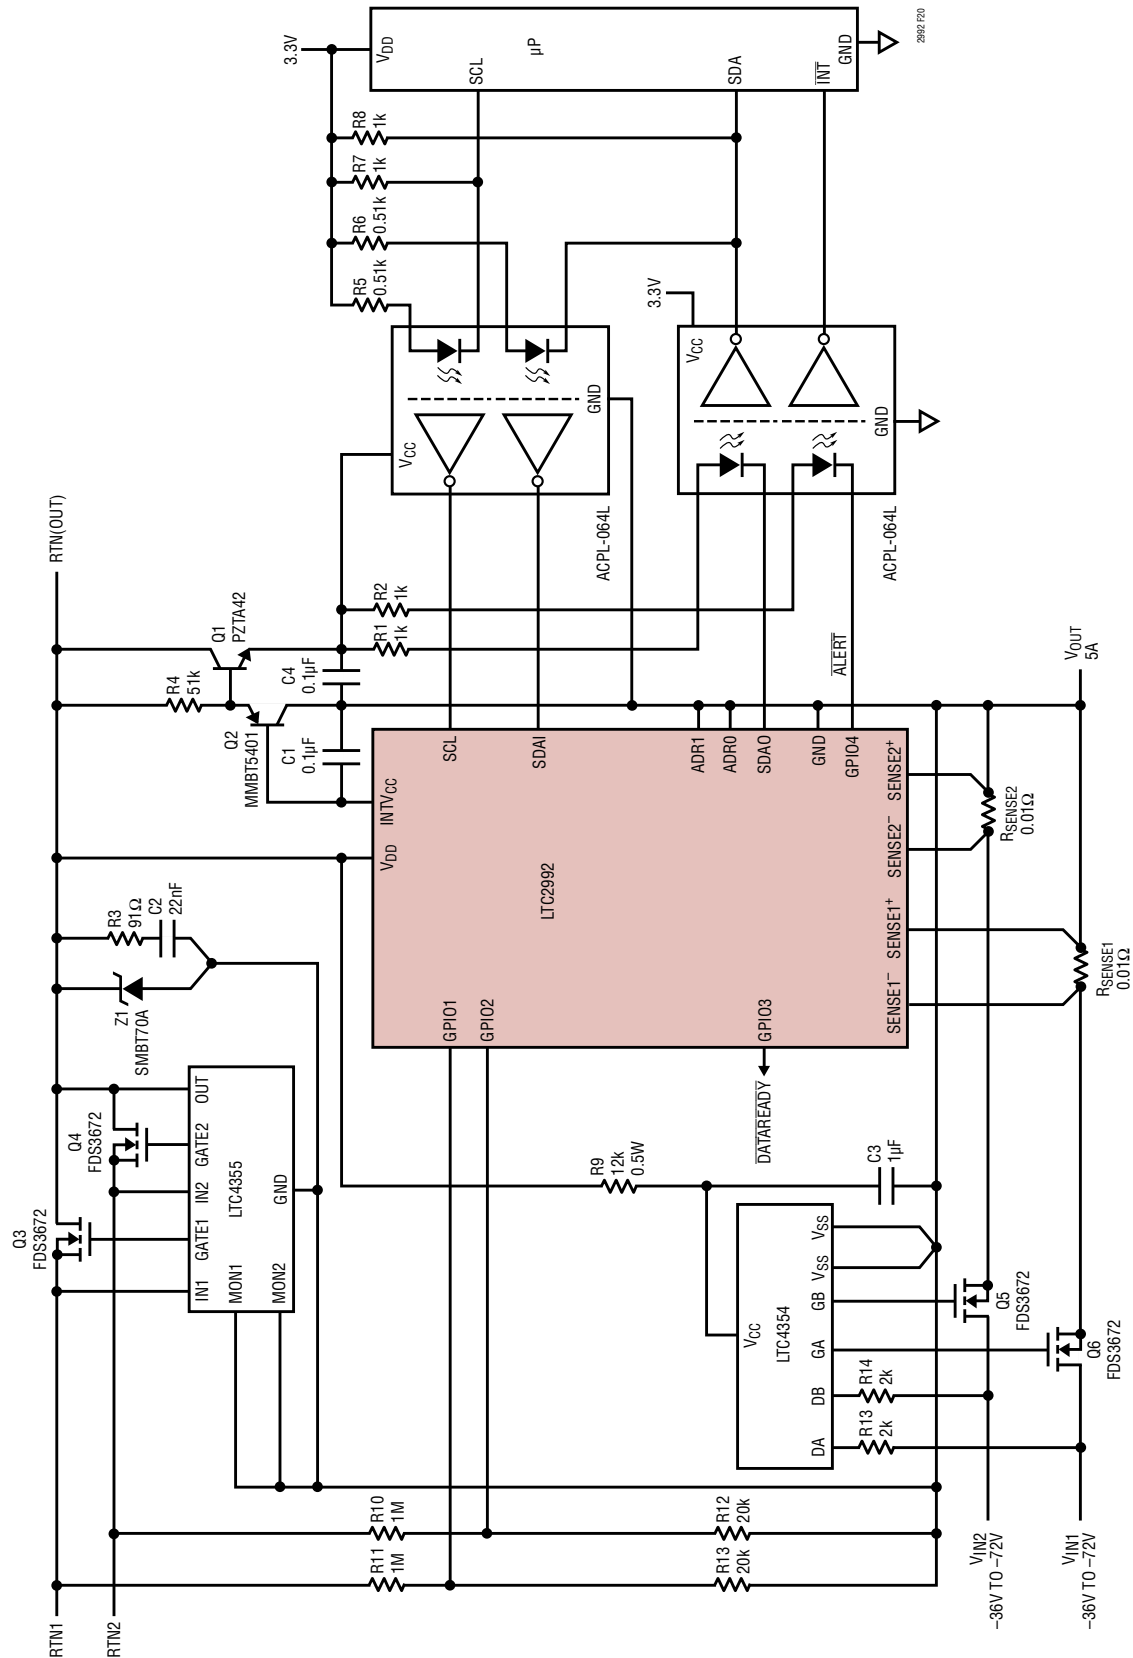 RTN(OUT)
2992 F20
3.3V
VDD
µP
SCL
SDA
INT
GND
R8
1k
R7
1k
R6
0.51k
R5
0.51k
3.3V
VCC
GND
ACPL-064L
VCC
GND
ACPL-064L
Q1
PZTA42
R4
51k
Q2
MMBT5401
C4
0.1µF
C1
0.1µF
R2
1k
R1
1k
ALERT
VOUT
5A
INTVCC
VDD
SCL
SDAI
ADR1
ADR0
SDAO
GND
GPIO4
LTC2992
GPIO1
GPIO2
GPIO3
SENSE1−
SENSE1+
SENSE2−
SENSE2+
RSENSE2
0.01Ω
RSENSE1
0.01Ω
R3
91Ω
C2
22nF
Z1
SMBT70A
DATAREADY
Q4
FDS3672
Q3
FDS3672
IN1
GATE1
IN2
GATE2
OUT
LTC4355
MON1
MON2
GND
R9
12k
0.5W
C3
1µF
VCC
LTC4354
DA
DB
GA
GB
VSS
VSS
R14
2k
R13
2k
Q5
FDS3672
Q6
FDS3672
R10
1M
R11
1M
R12
20k
R13
20k
RTN1
RTN2
VIN2
−36V TO −72V
VIN1
−36V TO −72V